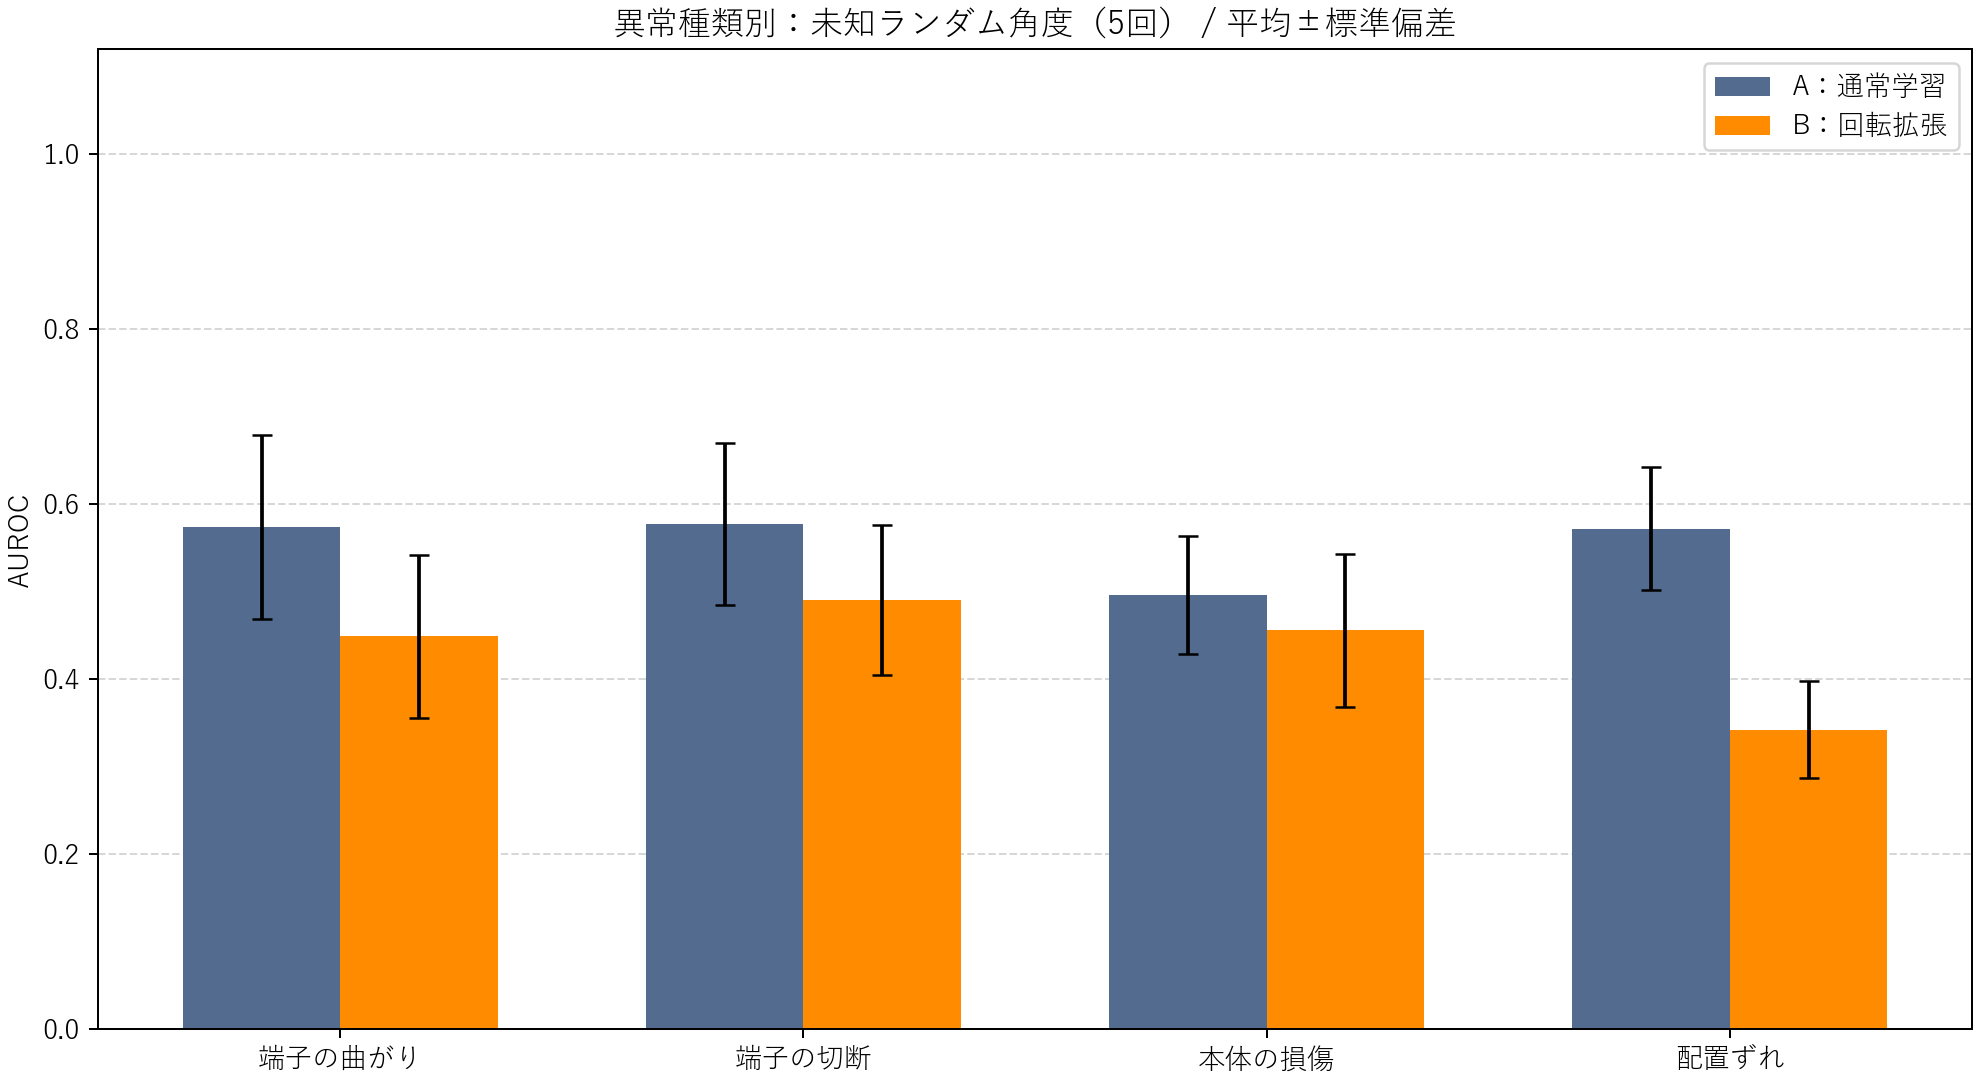 異常種類別：未知ランダム角度（5回） / 平均±標準偏差
A：通常学習
B：回転拡張
AUROC
1.0
0.8
0.6
0.4
0.2
0.0
端子の曲がり
端子の切断
本体の損傷
配置ずれ